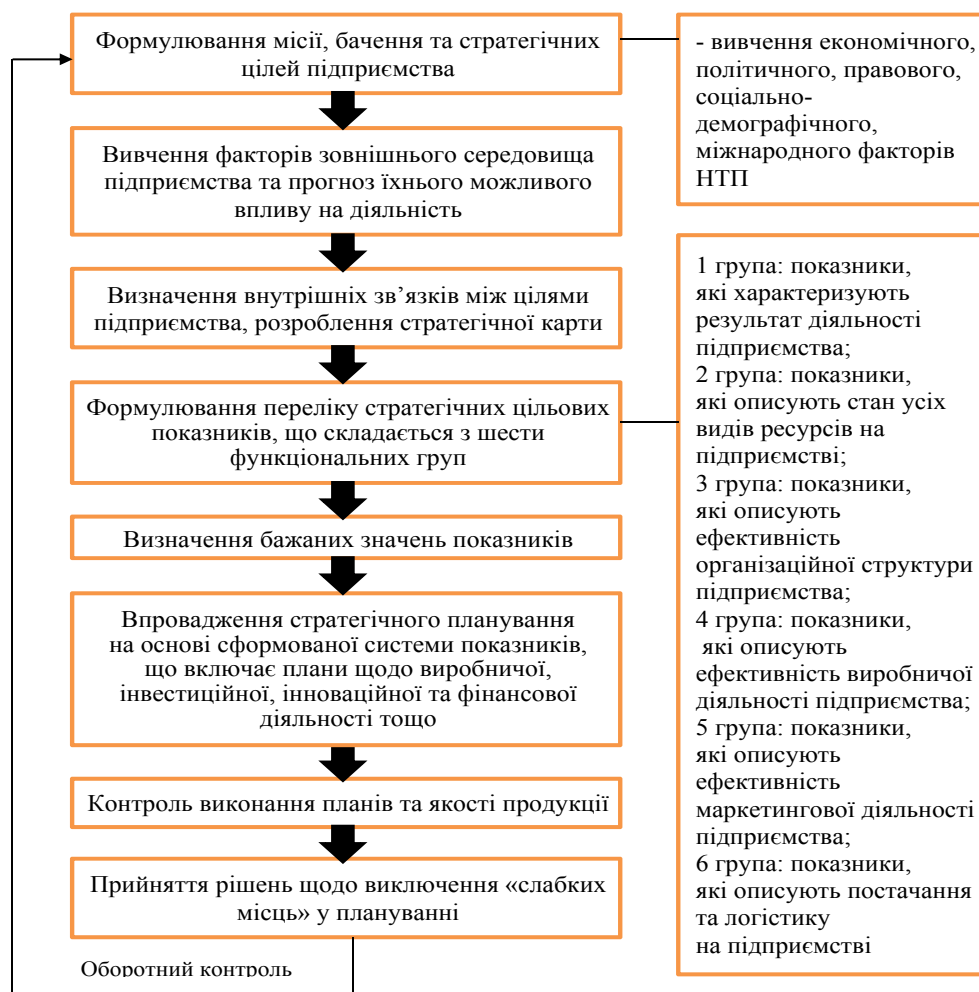 Формулювання місії, бачення та стратегічних
цілей підприємства
- вивчення економічного,
політичного, правового,
соціально-
демографічного,
міжнародного факторів
НТП
Вивчення факторів зовнішнього середовища
підприємства та прогноз їхнього можливого
впливу на діяльність
Визначення внутрішніх зв’язків між цілями
підприємства, розроблення стратегічної карти
Формулювання переліку стратегічних цільових
показників, що складається з шести
функціональних груп
1 група: показники,
які характеризують
результат діяльності
підприємства;
2 група: показники,
які описують стан усіх
видів ресурсів на
підприємстві;
3 група: показники,
які описують
ефективність
організаційної структури
підприємства;
4 група: показники,
які описують
ефективність виробничої
діяльності підприємства;
5 група: показники,
які описують
ефективність
маркетингової діяльності
підприємства;
6 група: показники,
які описують постачання
та логістику
на підприємстві
Визначення бажаних значень показників
Впровадження стратегічного планування
на основі сформованої системи показників,
що включає плани щодо виробничої,
інвестиційної, інноваційної та фінансової
діяльності тощо
Контроль виконання планів та якості продукції
Прийняття рішень щодо виключення «слабких
місць» у плануванні
Оборотний контроль